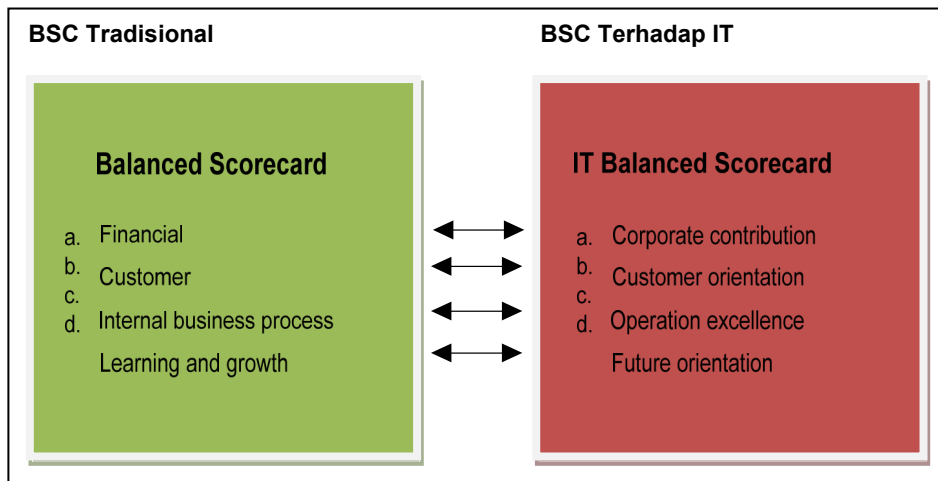 BSC Tradisional
BSC Terhadap IT
Balanced Scorecard
a. Financial
b. Customer
c. Internal business process
d. Learning and growth
IT Balanced Scorecard
a. Corporate contribution
b. Customer orientation
c. Operation excellence
d. Future orientation